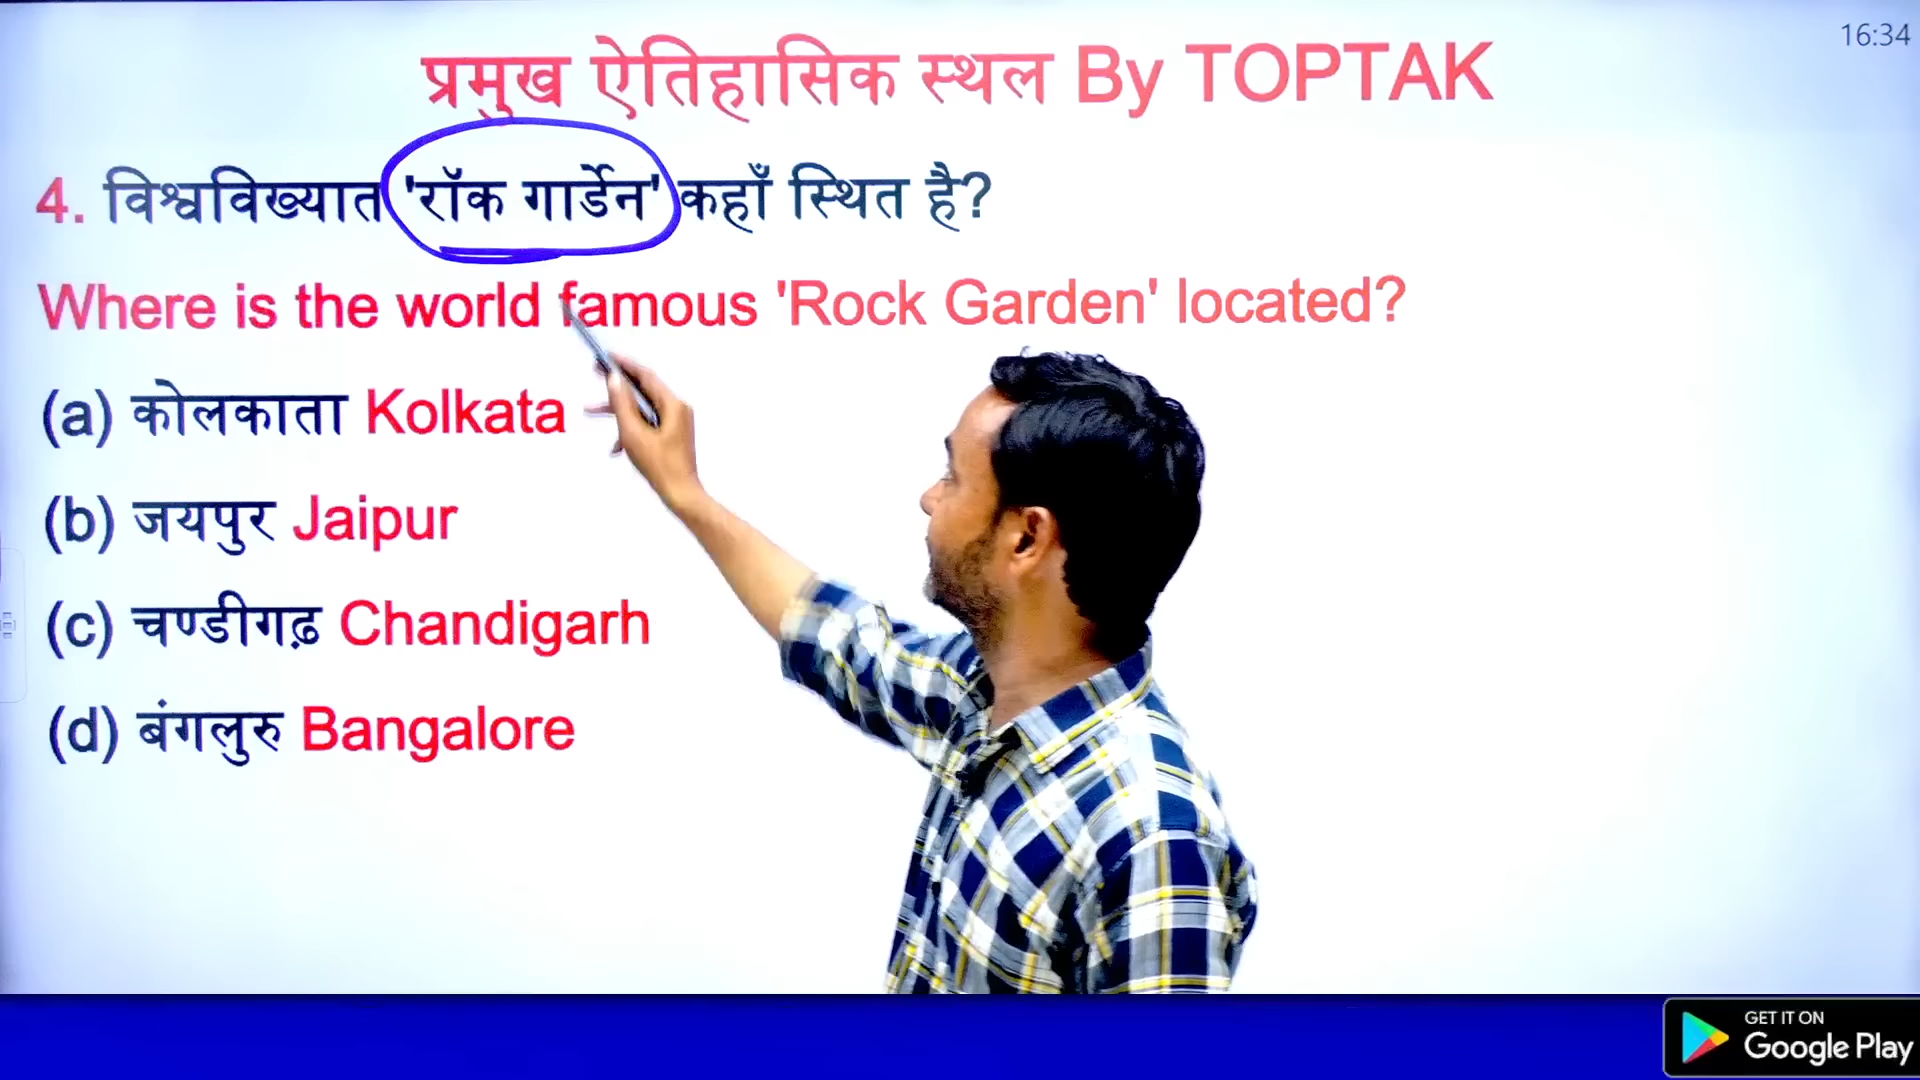 16:34
प्रमुख ऐतिहासिक स्थल By TOPTAK
4. विश्वविख्यात 'रॉक गार्डेन' कहाँ स्थित है?
Where is the world famous 'Rock Garden' located?
(a) कोलकाता Kolkata
(b) जयपुर Jaipur
(c) चण्डीगढ़ Chandigarh
(d) बंगलुरु Bangalore
GET IT ON
Google Play